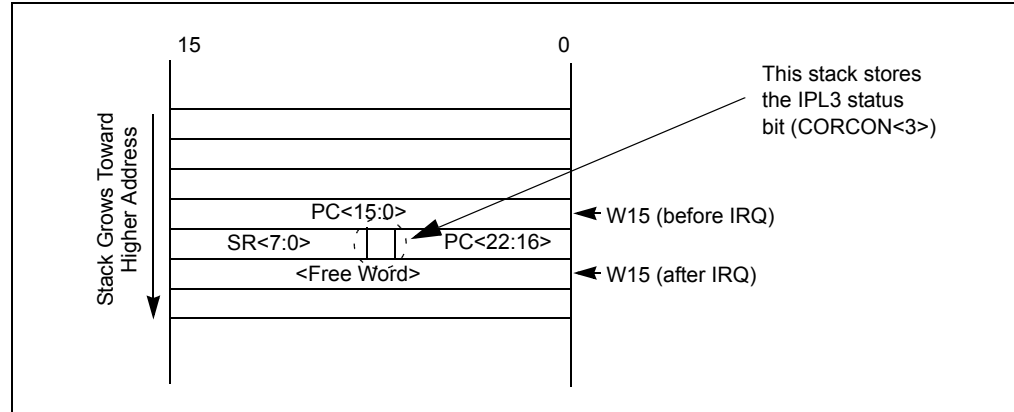 15
0
This stack stores
the IPL3 status
bit (CORCON<3>)
Stack Grows Toward
Higher Address
PC<15:0>
W15 (before IRQ)
SR<7:0>
PC<22:16>
<Free Word>
W15 (after IRQ)